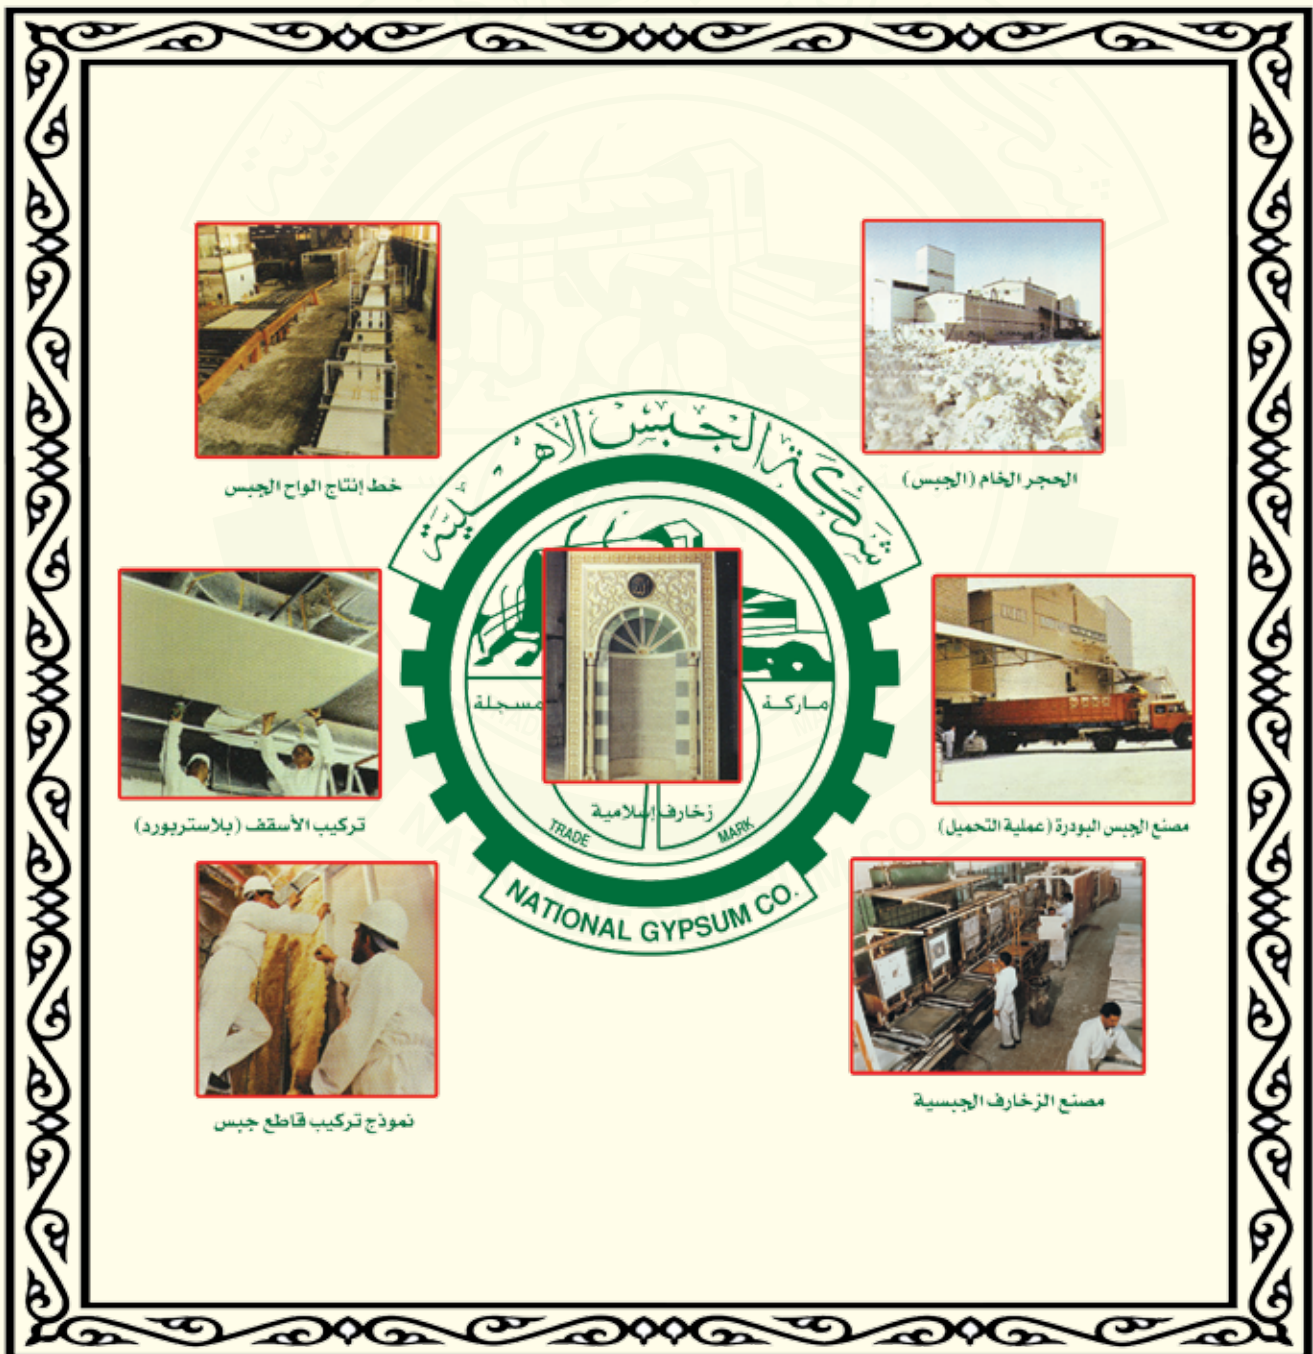 خط إنتاج الواح الجبس
الحجر الخام (الجبس)
شركة الجبس الأهلية
ماركة
مسجلة
زخارف إسلامية
TRADE
MARK
NATIONAL GYPSUM CO.
تركيب الأسقف (بلاستربورد)
مصنع الجبس البودرة (عملية التحميل)
نموذج تركيب قاطع جبس
مصنع الزخارف الجبسية